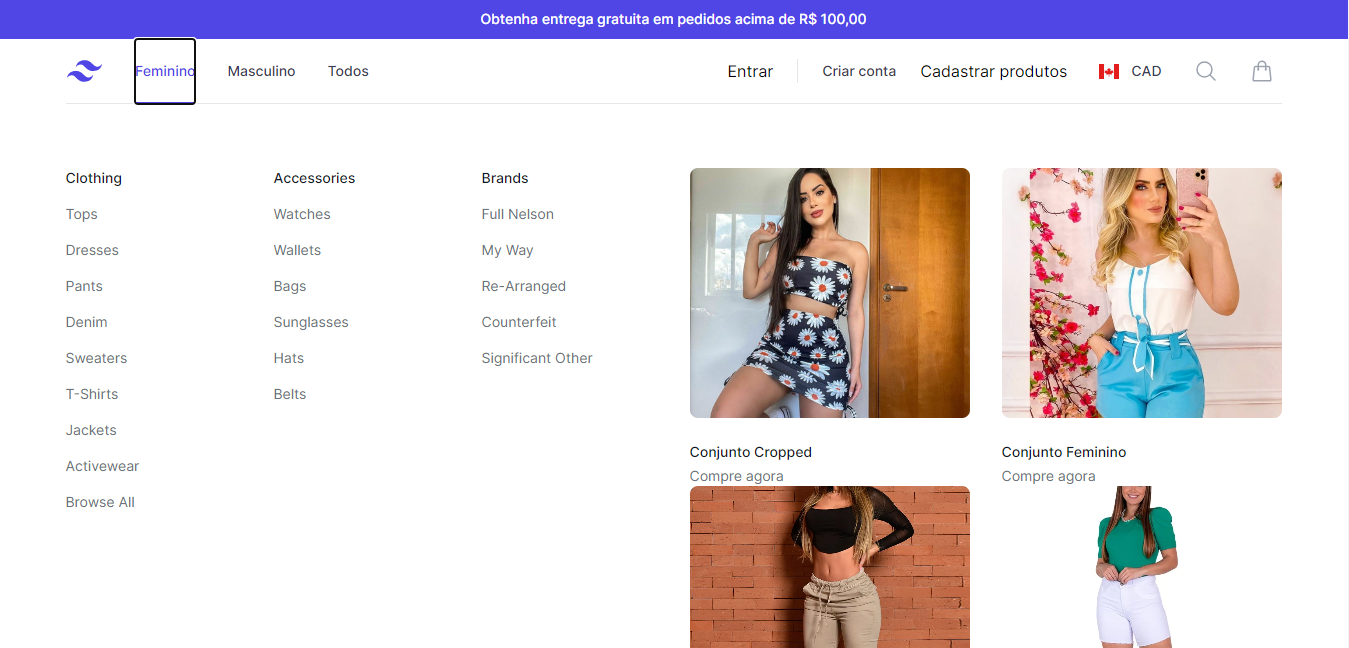 Obtenha entrega gratuita em pedidos acima de R$ 100,00
Feminino
Masculino
Todos
Entrar
Criar conta
Cadastrar produtos
CAD
Clothing
Tops
Dresses
Pants
Denim
Sweaters
T-Shirts
Jackets
Activewear
Browse All
Accessories
Watches
Wallets
Bags
Sunglasses
Hats
Belts
Brands
Full Nelson
My Way
Re-Arranged
Counterfeit
Significant Other
Conjunto Cropped
Compre agora
Conjunto Feminino
Compre agora